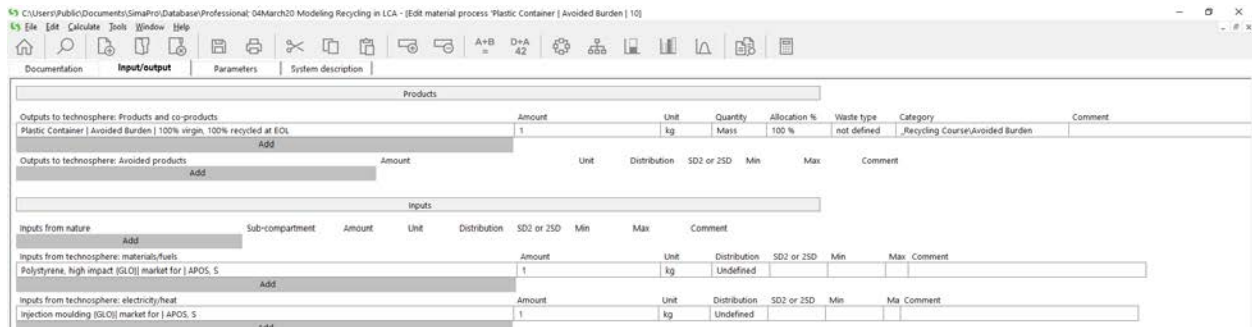 C:\Users\Public\Documents\SimaPro\Database\Professional; 04March20 Modeling Recycling in LCA - [Edit material process 'Plastic Container | Avoided Burden | 10]
File Edit Calculate Tools Window Help
A+B = D+A 42
Documentation Input/output Parameters System description
Products
Outputs to technosphere: Products and co-products Amount Unit Quantity Allocation % Waste type Category Comment
Plastic Container | Avoided Burden | 100% virgin, 100% recycled at EOL 1 kg Mass 100 % not defined _Recycling Course\Avoided Burden
Add
Outputs to technosphere: Avoided products Amount Unit Distribution SD2 or 2SD Min Max Comment
Add
Inputs
Inputs from nature Sub-compartment Amount Unit Distribution SD2 or 2SD Min Max Comment
Add
Inputs from technosphere: materials/fuels Amount Unit Distribution SD2 or 2SD Min Max Comment
Polystyrene, high impact {GLO}| market for | APOS, S 1 kg Undefined
Add
Inputs from technosphere: electricity/heat Amount Unit Distribution SD2 or 2SD Min Ma Comment
Injection moulding {GLO}| market for | APOS, S 1 kg Undefined
Add